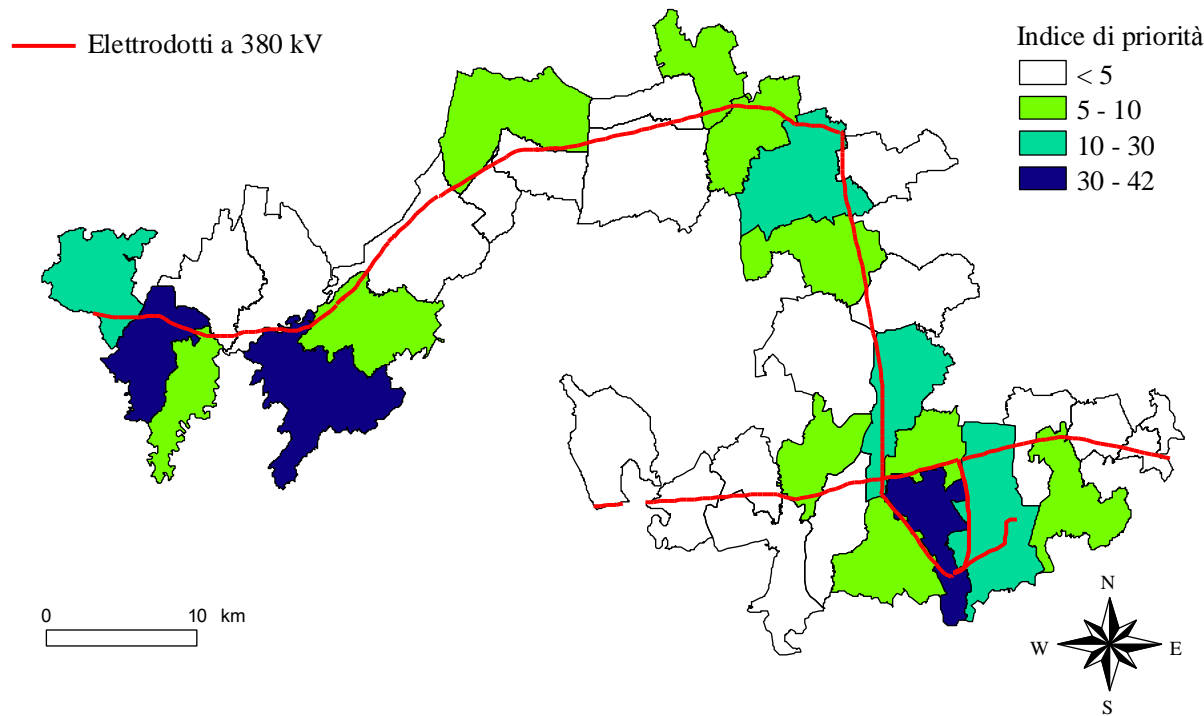 Elettrodotti a 380 kV
Indice di priorità
< 5
5 - 10
10 - 30
30 - 42
0 10 km
N
W E
S